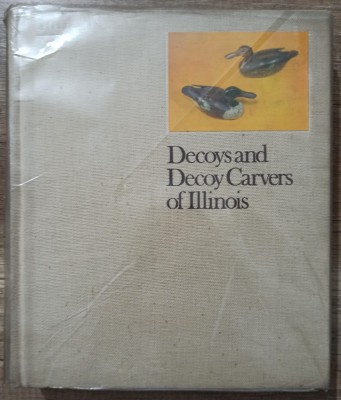 Decoys and
Decoy Carvers
of Illinois